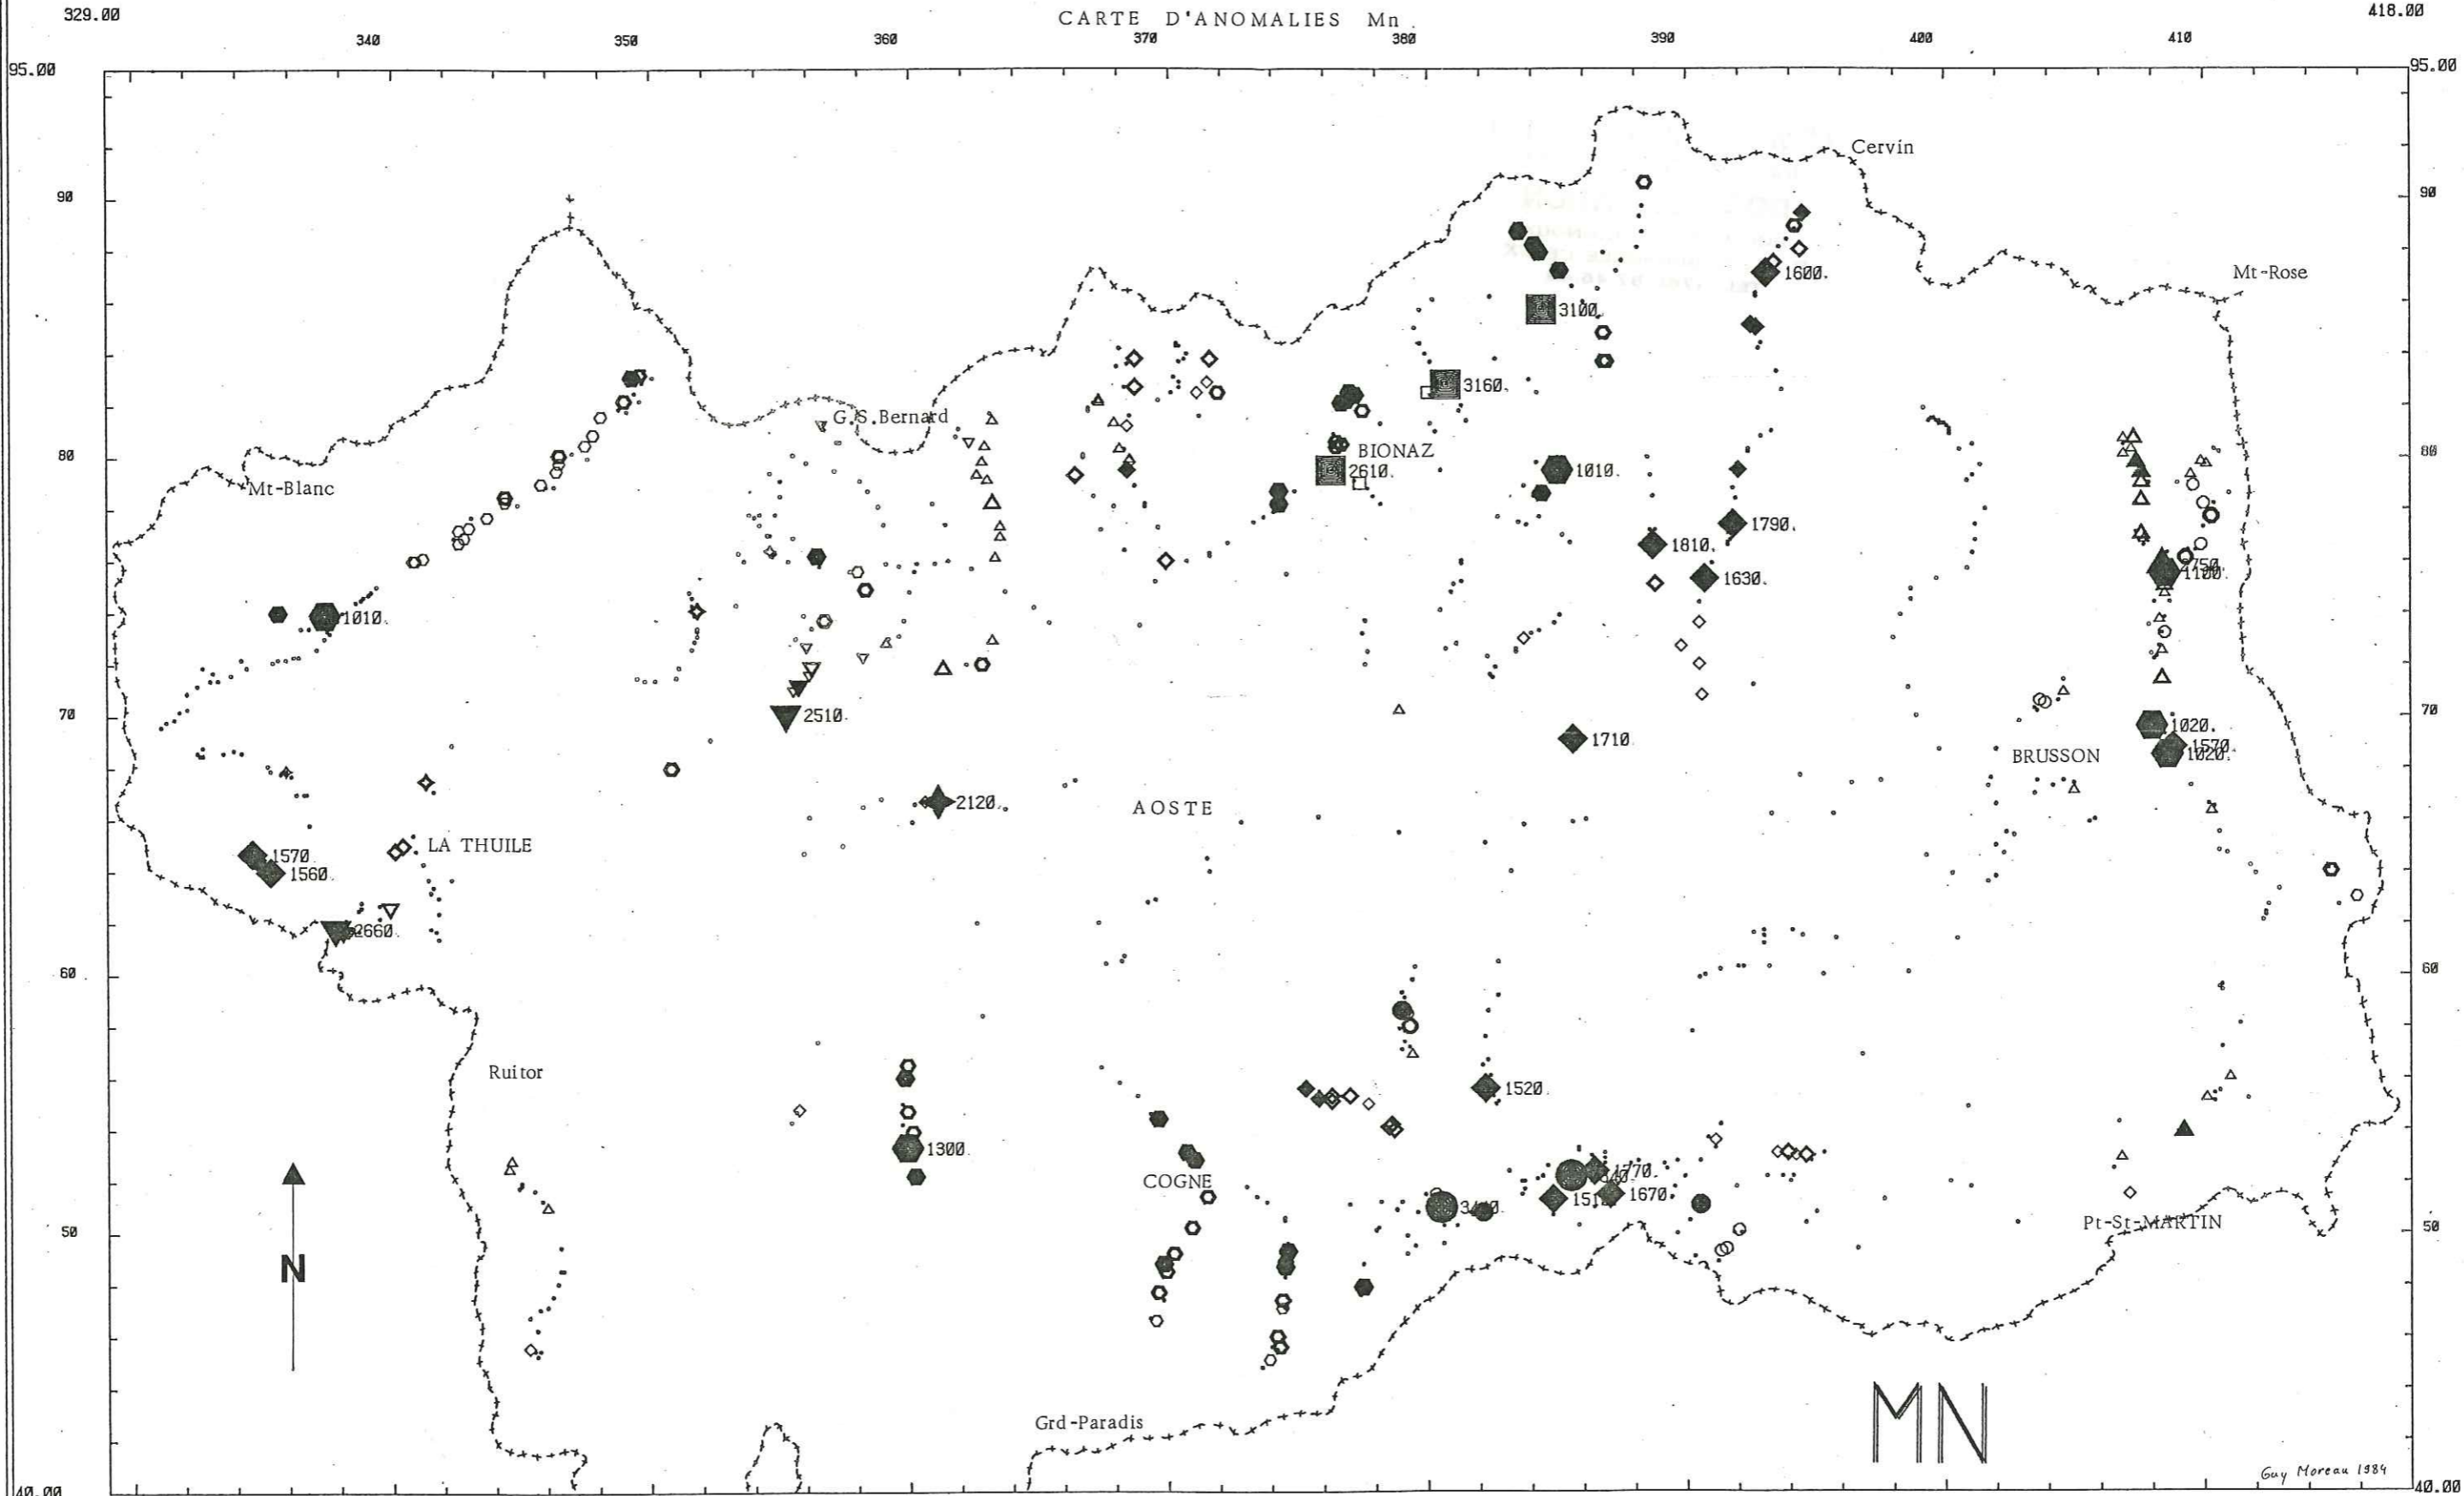 329.00
CARTE D'ANOMALIES Mn.
418.00
340 350 360 370 380 390 400 410
95.00 95.00
Cervin
90 90
Mt-Rose
1600.
3100.
3160.
G.S.Bernard
BIONAZ
80 80
2610. 1010.
Mt-Blanc
1790.
1810.
1630.
1100.
1010.
2510. 70 70
1020.
1710
1570.
1020.
BRUSSON
2120.
AOSTE
LA THUILE
1570
1560.
2660.
60 60
Ruitor
1520.
1300
COGNE
1770.
1670.
Pt-St-MARTIN
50 50
N
Grd-Paradis
MN
Guy Moreau 1984
40.00 40.00